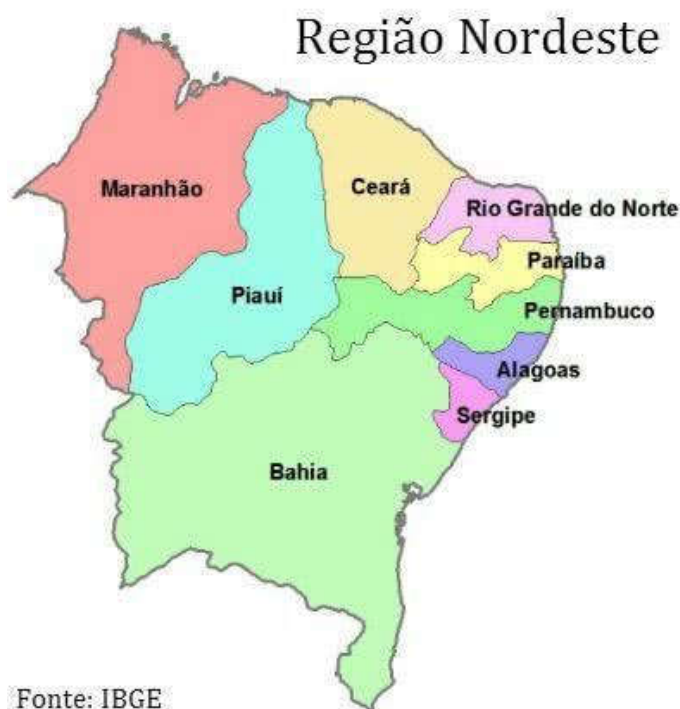 Região Nordeste
Maranhão
Ceará
Rio Grande do Norte
Paraíba
Piauí
Pernambuco
Alagoas
Sergipe
Bahia
Fonte: IBGE